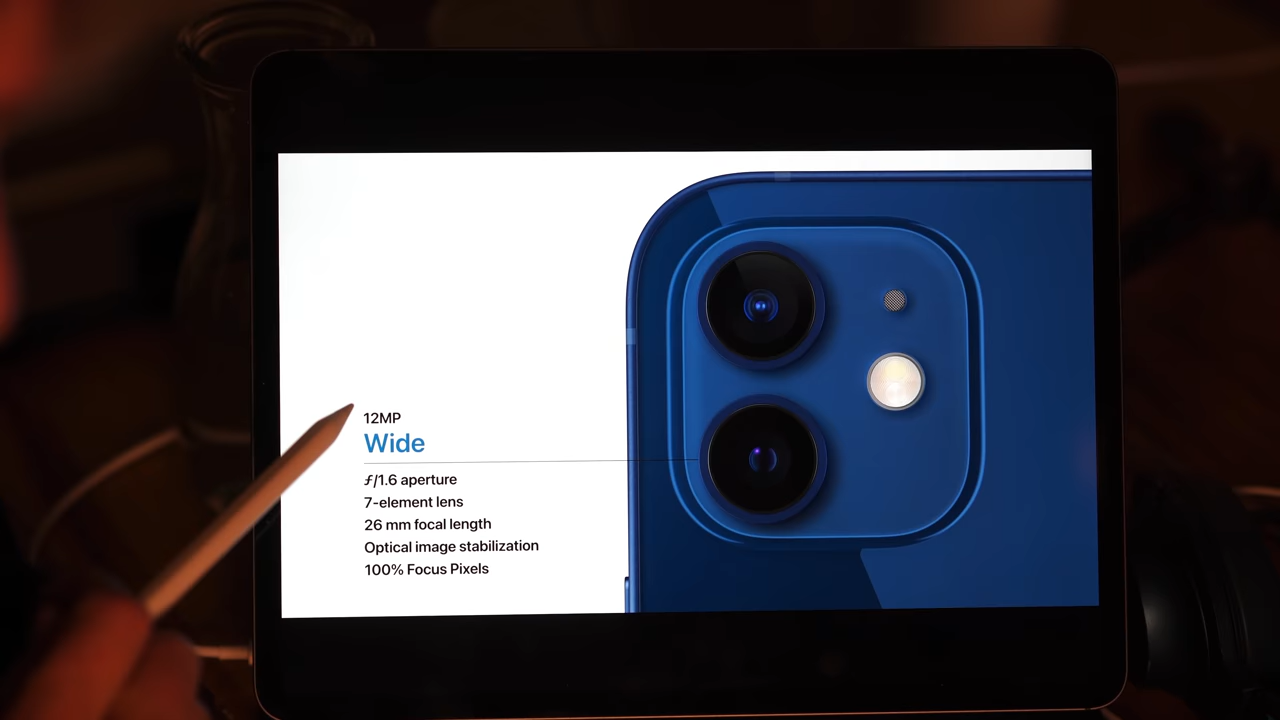 12MP
Wide
ƒ/1.6 aperture
7-element lens
26 mm focal length
Optical image stabilization
100% Focus Pixels